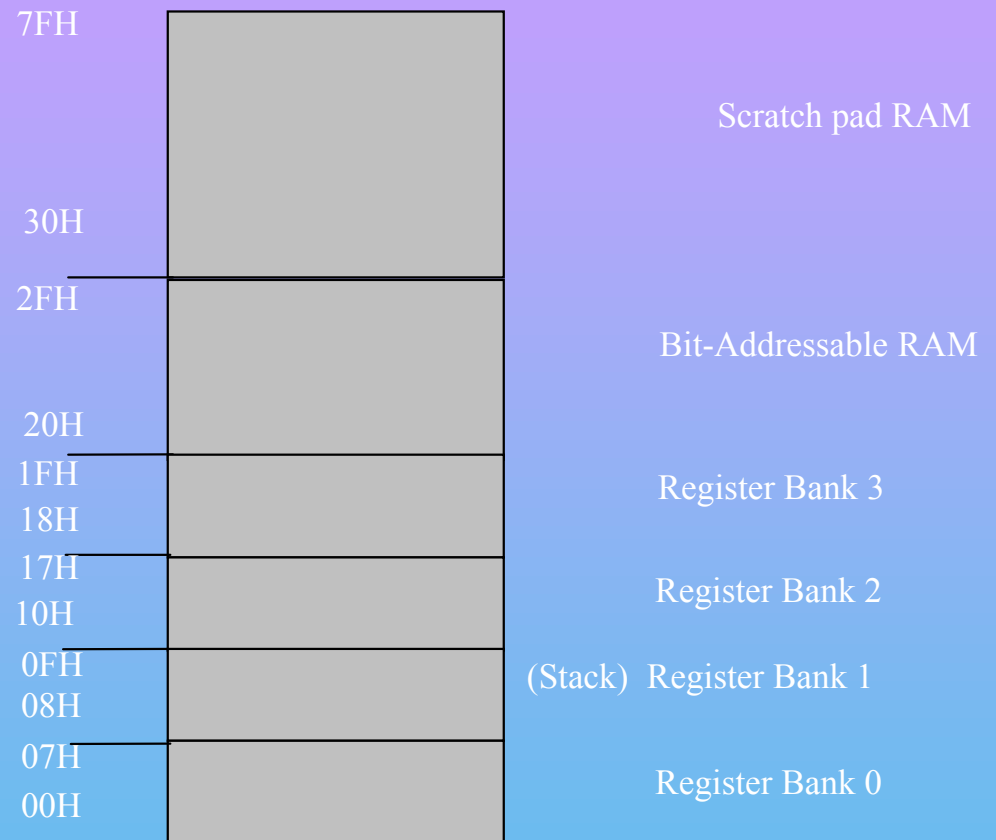 7FH
Scratch pad RAM
30H
2FH
Bit-Addressable RAM
20H
1FH
Register Bank 3
18H
17H
Register Bank 2
10H
0FH
(Stack) Register Bank 1
08H
07H
Register Bank 0
00H